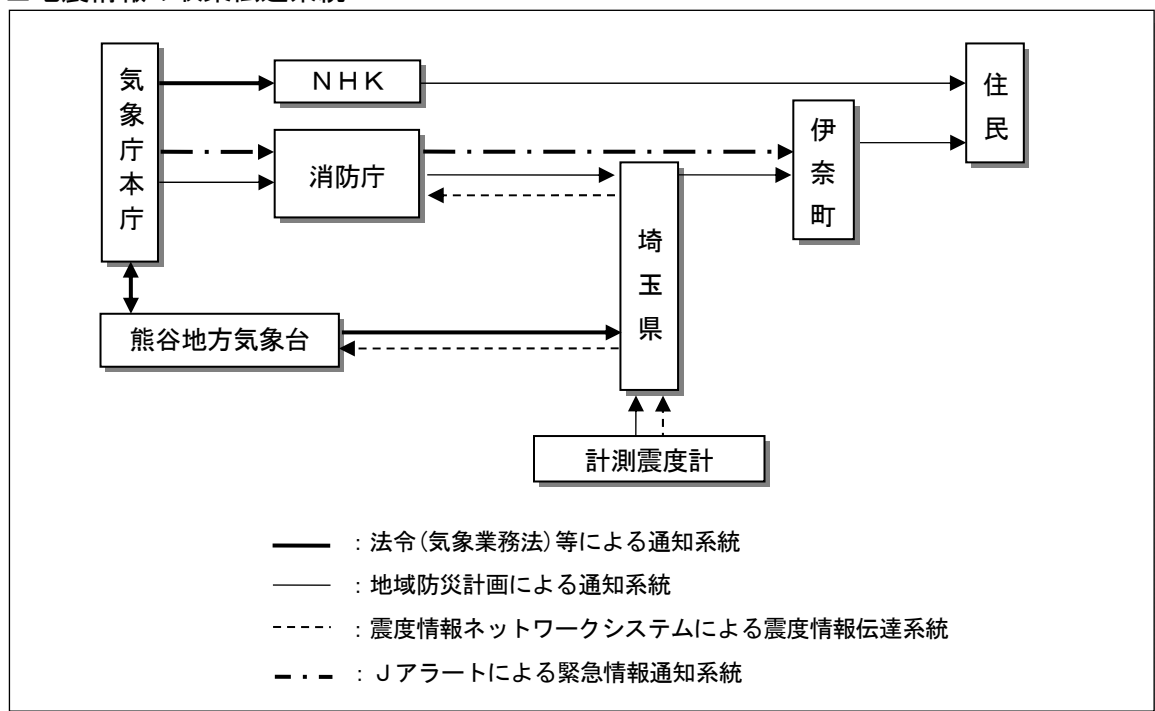 気象庁本庁
NHK
住民
伊奈町
消防庁
埼玉県
熊谷地方気象台
計測震度計
：法令(気象業務法)等による通知系統
：地域防災計画による通知系統
：震度情報ネットワークシステムによる震度情報伝達系統
：Jアラートによる緊急情報通知系統